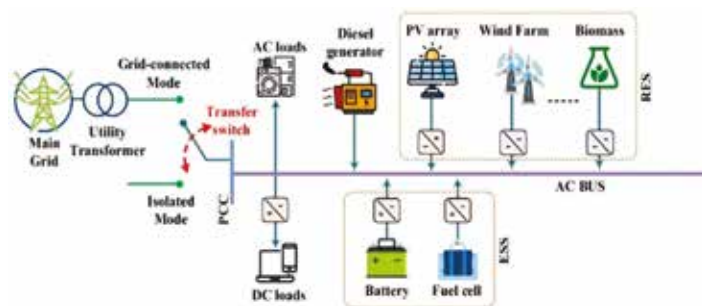 Grid-connected
Mode
Main
Grid
Utility
Transformer
Transfer
switch
Isolated
Mode
PCC
AC loads
Diesel
generator
PV array
Wind Farm
Biomass
RES
AC BUS
DC loads
Battery
Fuel cell
ESS